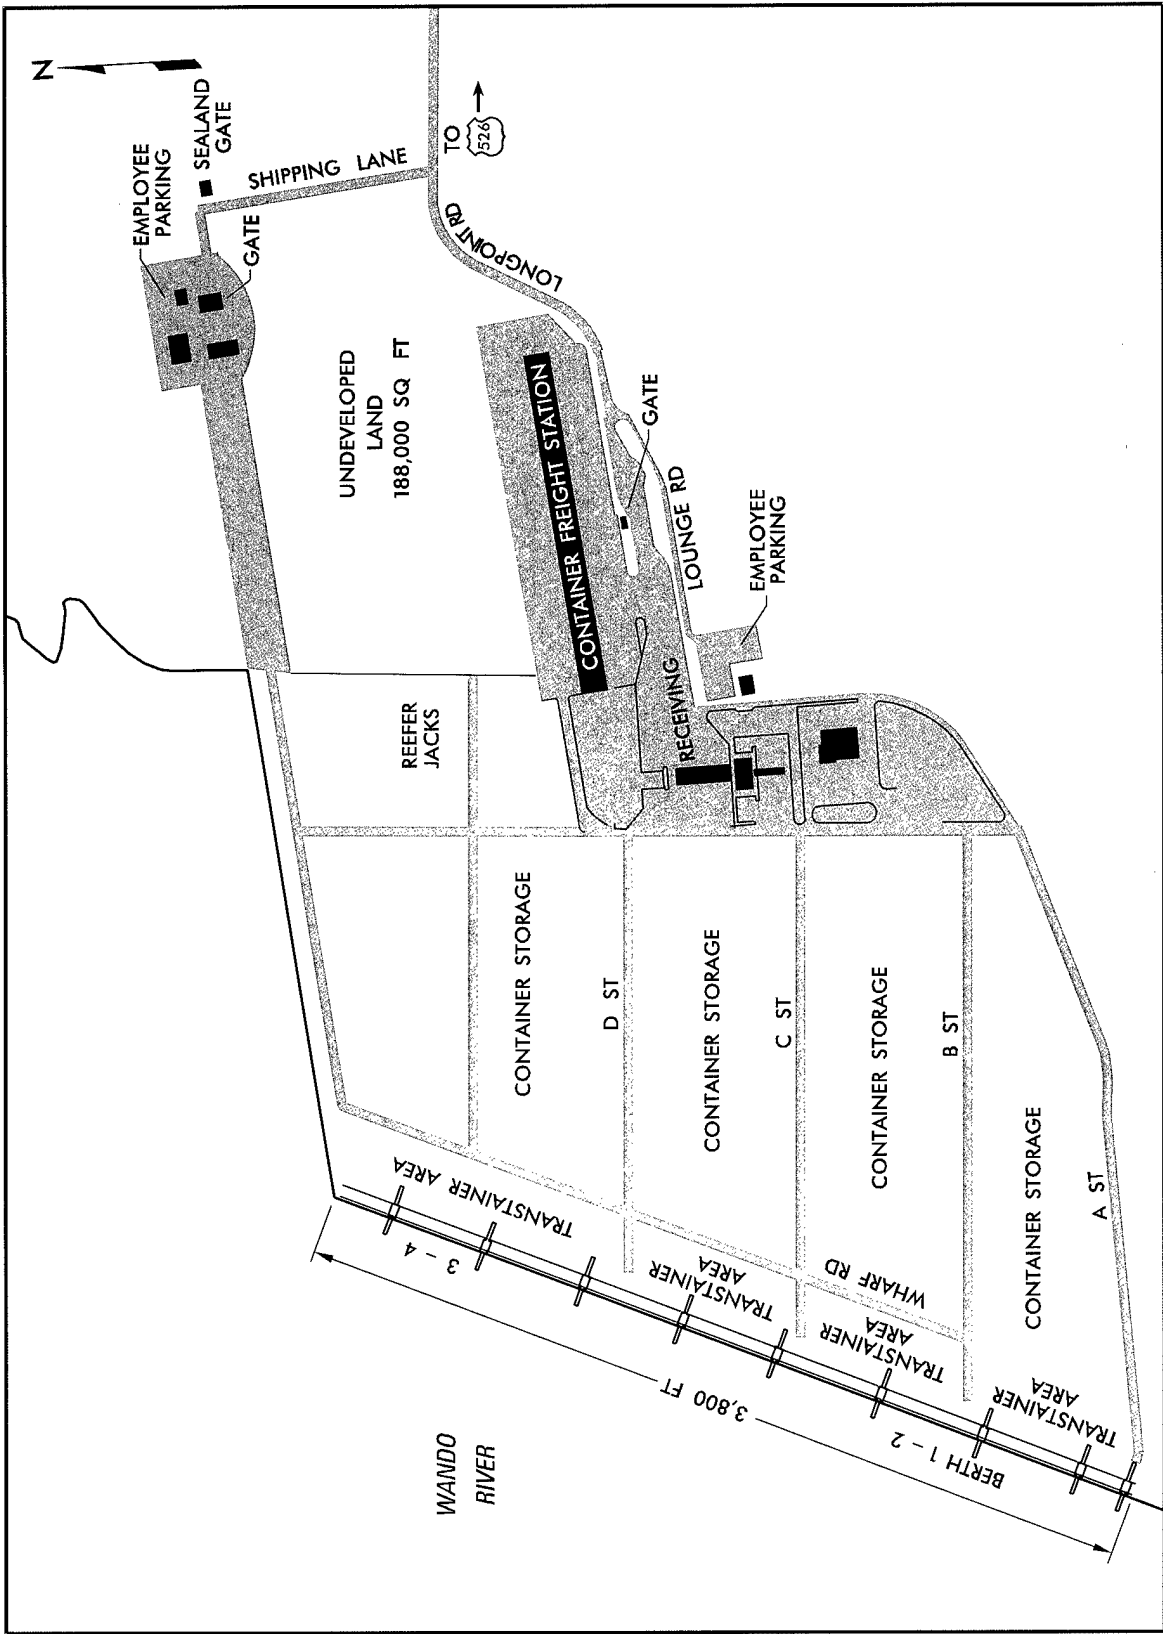 N
EMPLOYEE
PARKING
SEALAND
GATE
SHIPPING LANE
GATE
TO
526
LONGPOINT RD
UNDEVELOPED
LAND
188,000 SQ FT
CONTAINER FREIGHT STATION
GATE
LOUNGE RD
EMPLOYEE
PARKING
RECEIVING
REEFER
JACKS
CONTAINER STORAGE
D ST
CONTAINER STORAGE
C ST
CONTAINER STORAGE
B ST
CONTAINER STORAGE
A ST
TRANSTAINER AREA
3 – 4
TRANSTAINER
AREA
WHARF RD
TRANSTAINER
AREA
TRANSTAINER
AREA
BERTH 1 – 2
3,800 FT
WANDO
RIVER